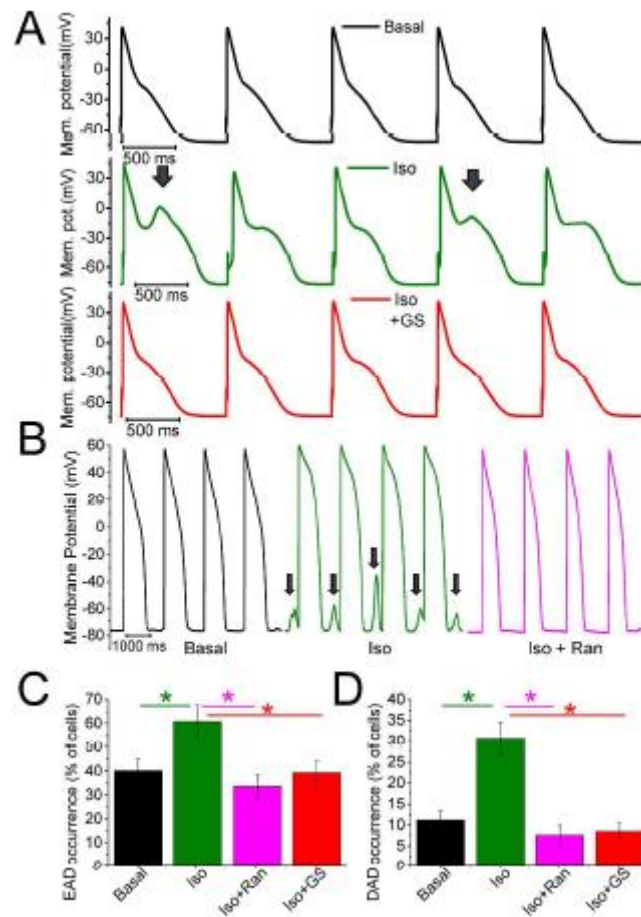 A
Mem. potential(mV)
30
0
-30
-60
Basal
500 ms
Mem. pot.(mV)
30
0
-30
-60
Iso
500 ms
Mem. potential(mV)
30
0
-30
-60
Iso
+GS
500 ms
B
Membrane Potential (mV)
60
40
20
0
-20
-40
-60
-80
1000 ms
Basal
Iso
Iso + Ran
C
EAD occurrence (% of cells)
70
60
50
40
30
20
10
0
* * *
Basal
Iso
Iso+Ran
Iso+GS
D
DAD occurrence (% of cells)
40
35
30
25
20
15
10
5
0
* * *
Basal
Iso
Iso+Ran
Iso+GS